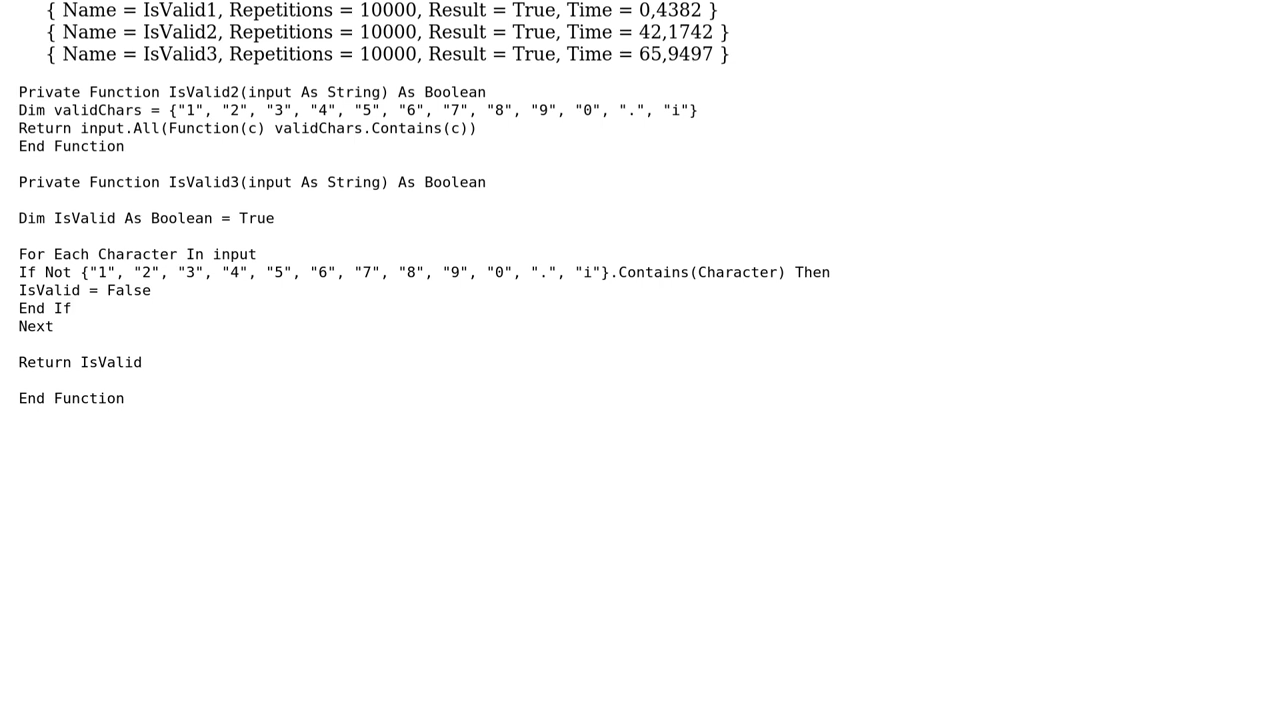 { Name = IsValid1, Repetitions = 10000, Result = True, Time = 0,4382 }
{ Name = IsValid2, Repetitions = 10000, Result = True, Time = 42,1742 }
{ Name = IsValid3, Repetitions = 10000, Result = True, Time = 65,9497 }
Private Function IsValid2(input As String) As Boolean
Dim validChars = {"1", "2", "3", "4", "5", "6", "7", "8", "9", "0", ".", "i"}
Return input.All(Function(c) validChars.Contains(c))
End Function
Private Function IsValid3(input As String) As Boolean
Dim IsValid As Boolean = True
For Each Character In input
If Not {"1", "2", "3", "4", "5", "6", "7", "8", "9", "0", ".", "i"}.Contains(Character) Then
IsValid = False
End If
Next
Return IsValid
End Function